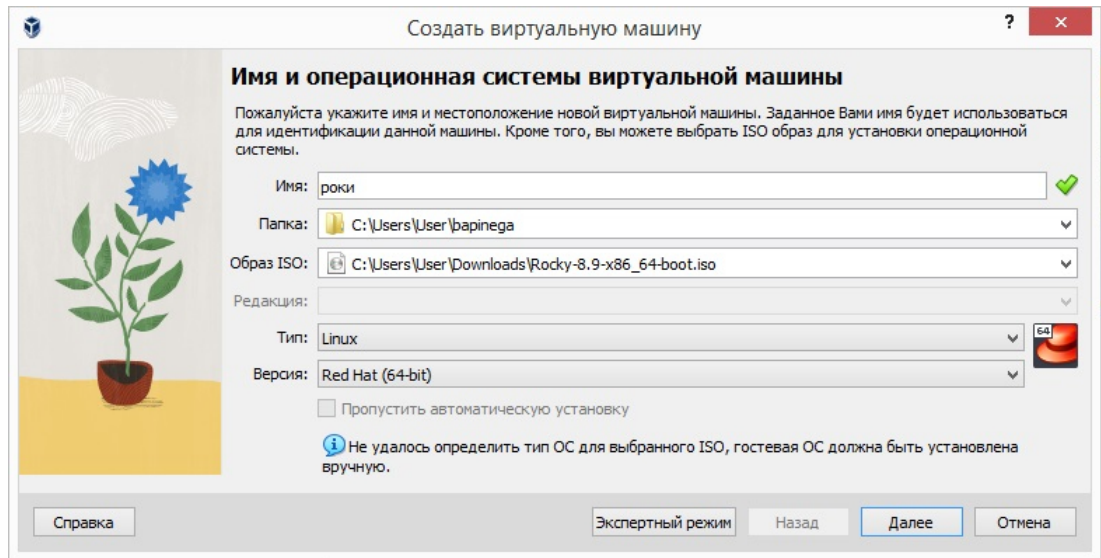 Создать виртуальную машину
?
×
Имя и операционная системы виртуальной машины
Пожалуйста укажите имя и местоположение новой виртуальной машины. Заданное Вами имя будет использоваться
для идентификации данной машины. Кроме того, вы можете выбрать ISO образ для установки операционной
системы.
Имя: роки
Папка: C:\Users\User\bapinega
Образ ISO: C:\Users\User\Downloads\Rocky-8.9-x86_64-boot.iso
Редакция:
Тип: Linux
64
Версия: Red Hat (64-bit)
Пропустить автоматическую установку
Не удалось определить тип ОС для выбранного ISO, гостевая ОС должна быть установлена
вручную.
Справка Экспертный режим Назад Далее Отмена